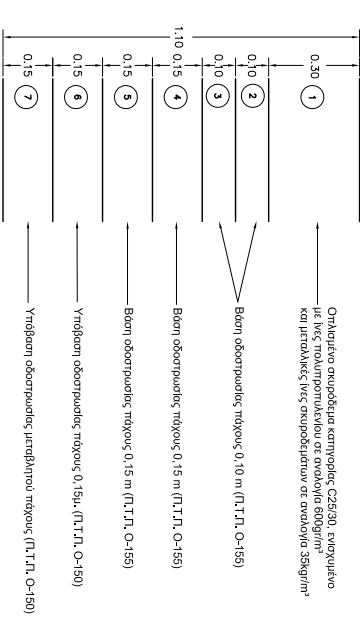 1.10
0.30
0.10
0.10
0.15
0.15
0.15
0.15
1
2
3
4
5
6
7
Οπλισμένο σκυρόδεμα κατηγορίας C25/30, ενισχυμένο
με ίνες πολυπροπυλενίου σε αναλογία 600gr/m³
και μεταλλικές ίνες σκυροδεμάτων σε αναλογία 35kgr/m³
Βάση οδοστρωσίας πάχους 0,10 m (Π.Τ.Π. Ο-155)
Βάση οδοστρωσίας πάχους 0,15 m (Π.Τ.Π. Ο-155)
Βάση οδοστρωσίας πάχους 0,15 m (Π.Τ.Π. Ο-155)
Υπόβαση οδοστρωσίας πάχους 0,15μ. (Π.Τ.Π. Ο-150)
Υπόβαση οδοστρωσίας μεταβλητού πάχους (Π.Τ.Π. Ο-150)